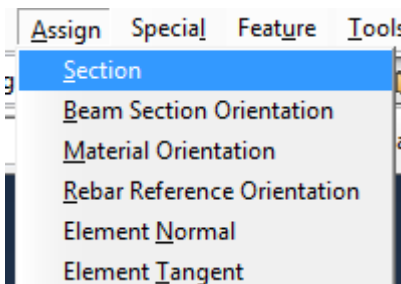 Assign Special Feature Tools
Section
Beam Section Orientation
Material Orientation
Rebar Reference Orientation
Element Normal
Element Tangent